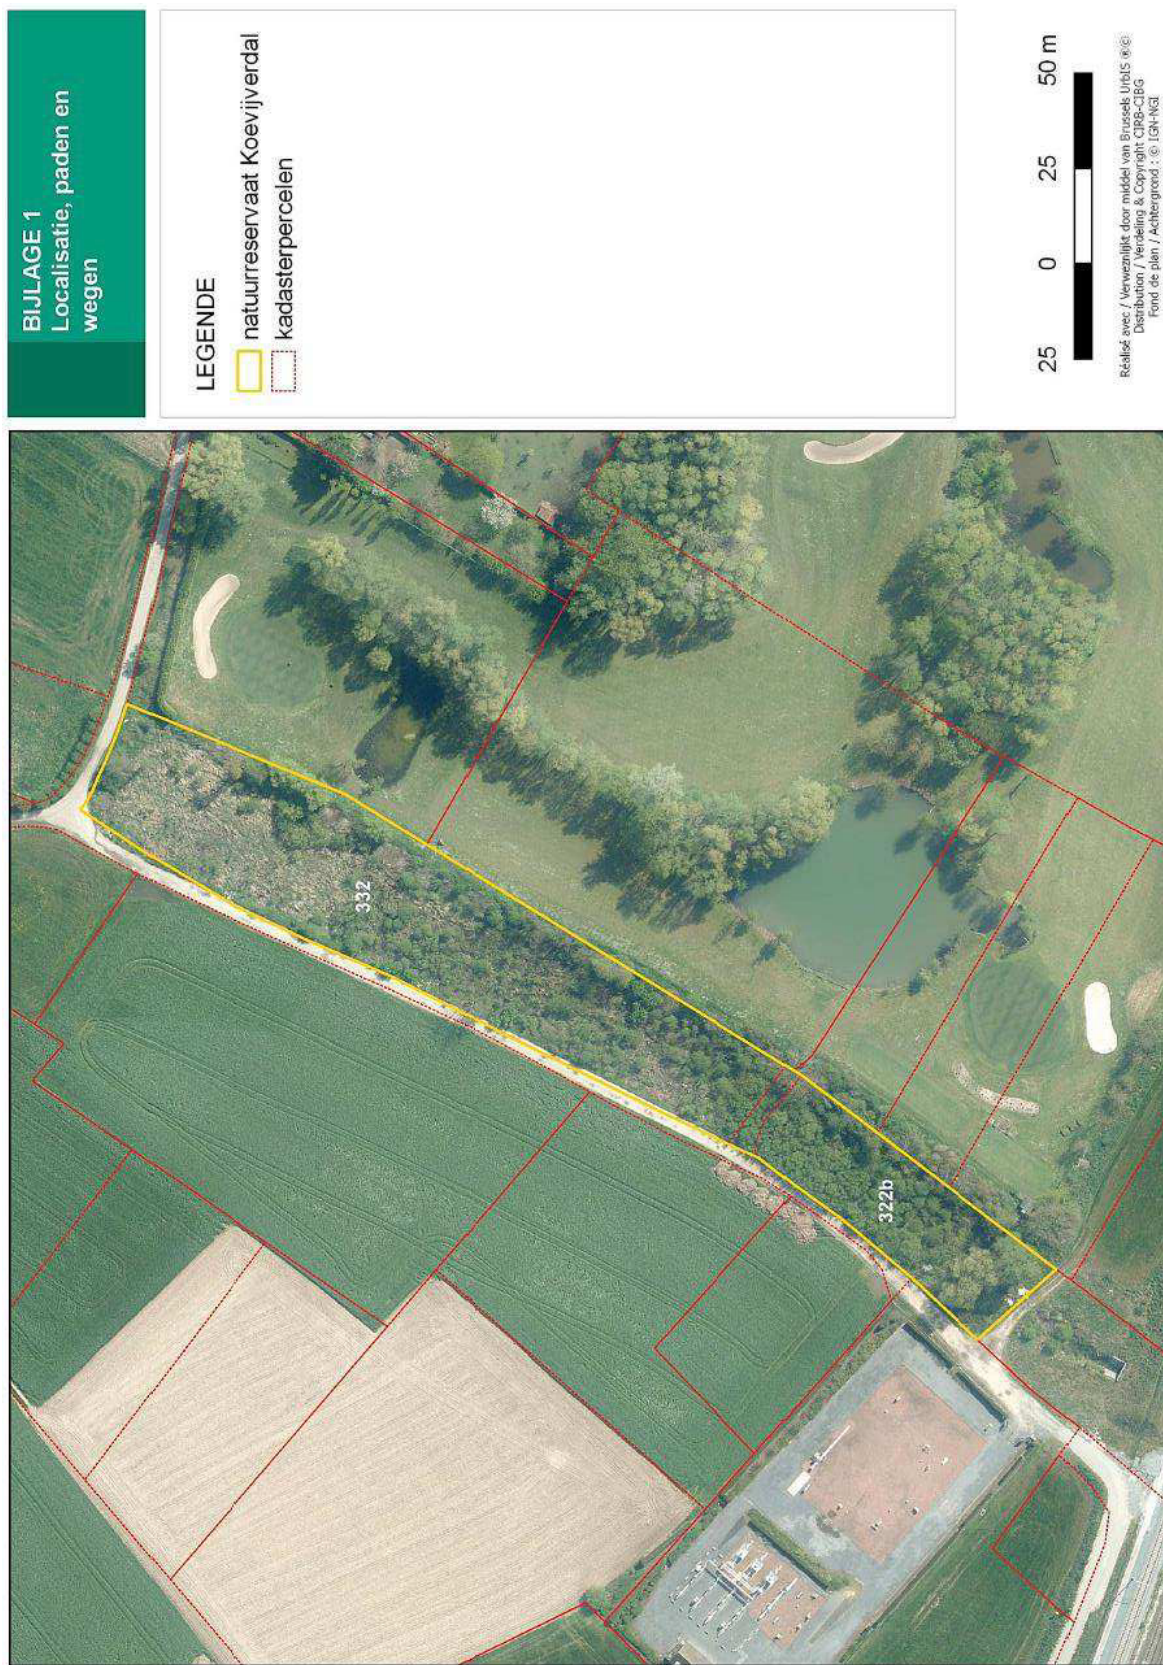 BIJLAGE 1
Localisatie, paden en
wegen
LEGENDE
natuurreservaat Koevijverdal
kadasterpercelen
25 0 25 50 m
Réalisé avec / Verwezenlijkt door middel van Brussels UrbIS ®©
Distribution / Verdeling & Copyright CIRB-CIBG
Fond de plan / Achtergrond : © IGN-NGI
332
322b